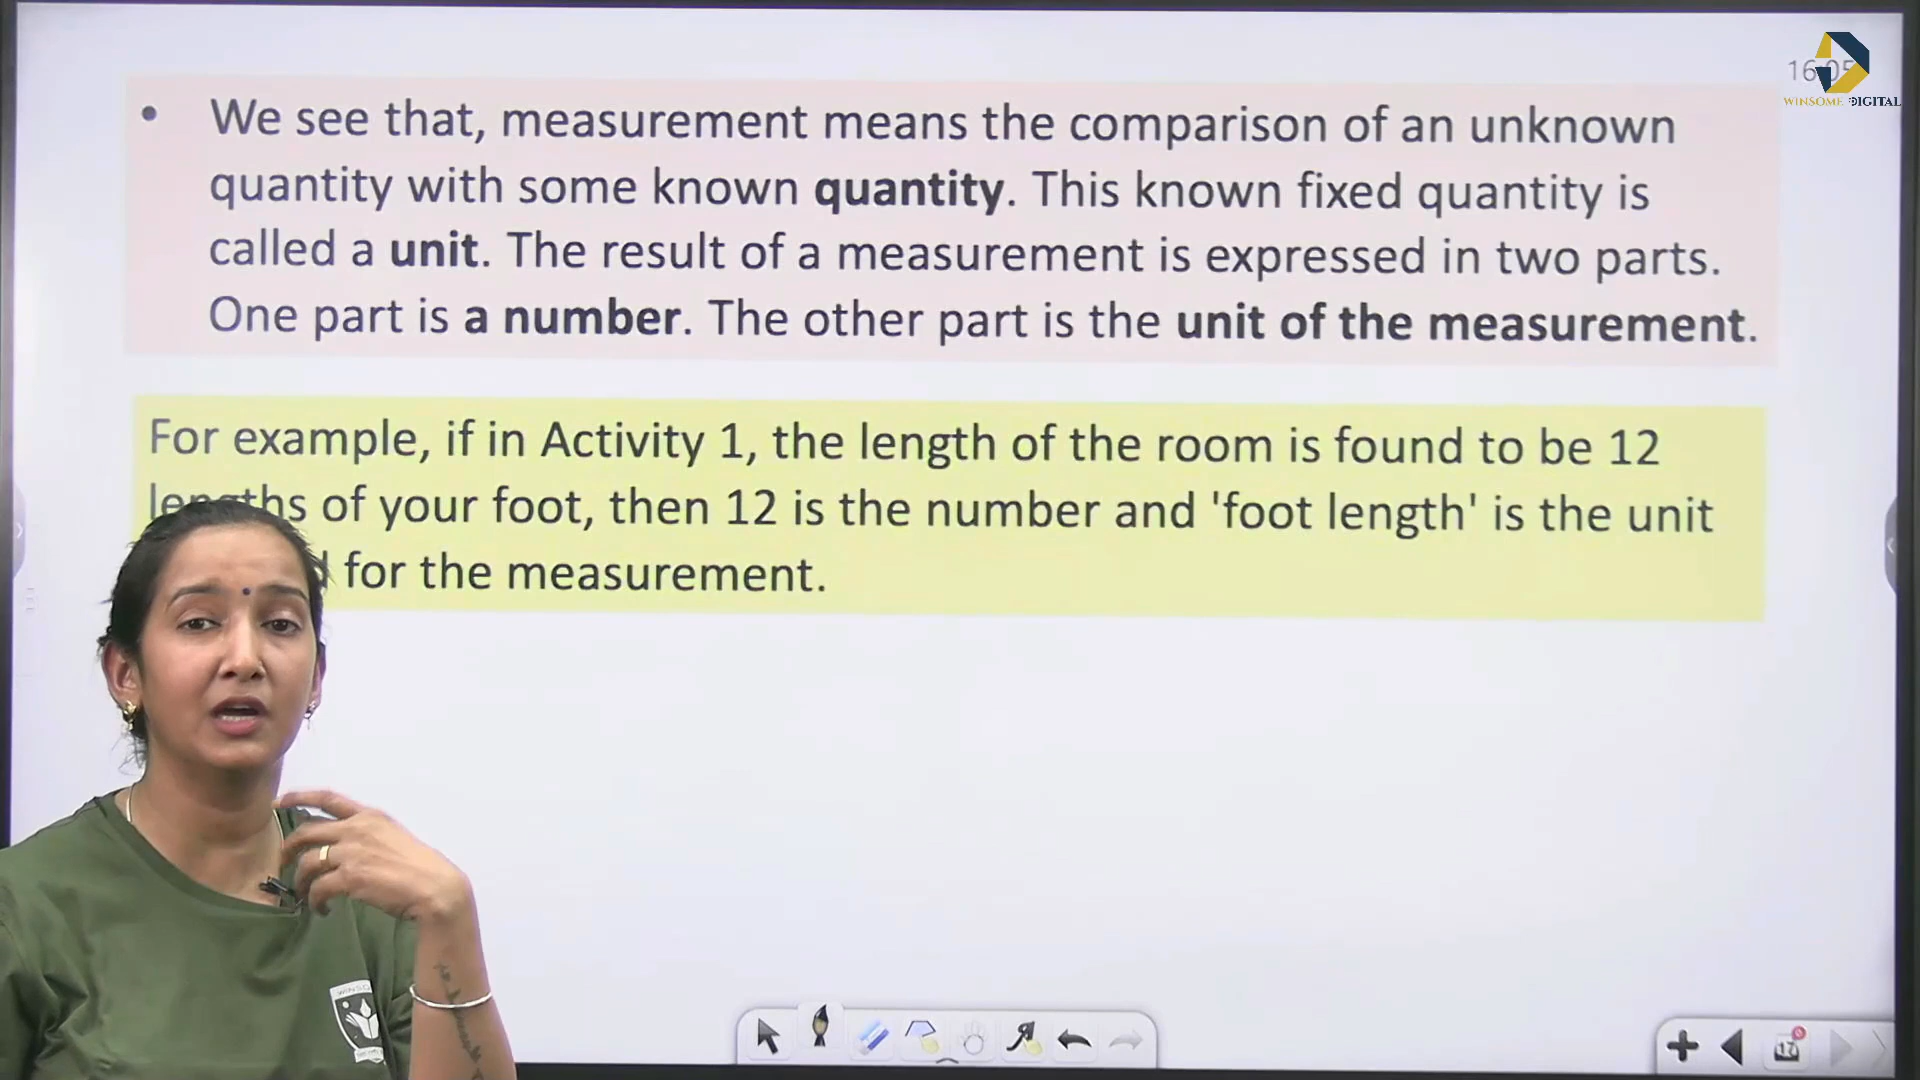 WINSOME DIGITAL
• We see that, measurement means the comparison of an unknown
quantity with some known quantity. This known fixed quantity is
called a unit. The result of a measurement is expressed in two parts.
One part is a number. The other part is the unit of the measurement.
For example, if in Activity 1, the length of the room is found to be 12
of your foot, then 12 is the number and 'foot length' is the unit
for the measurement.
17